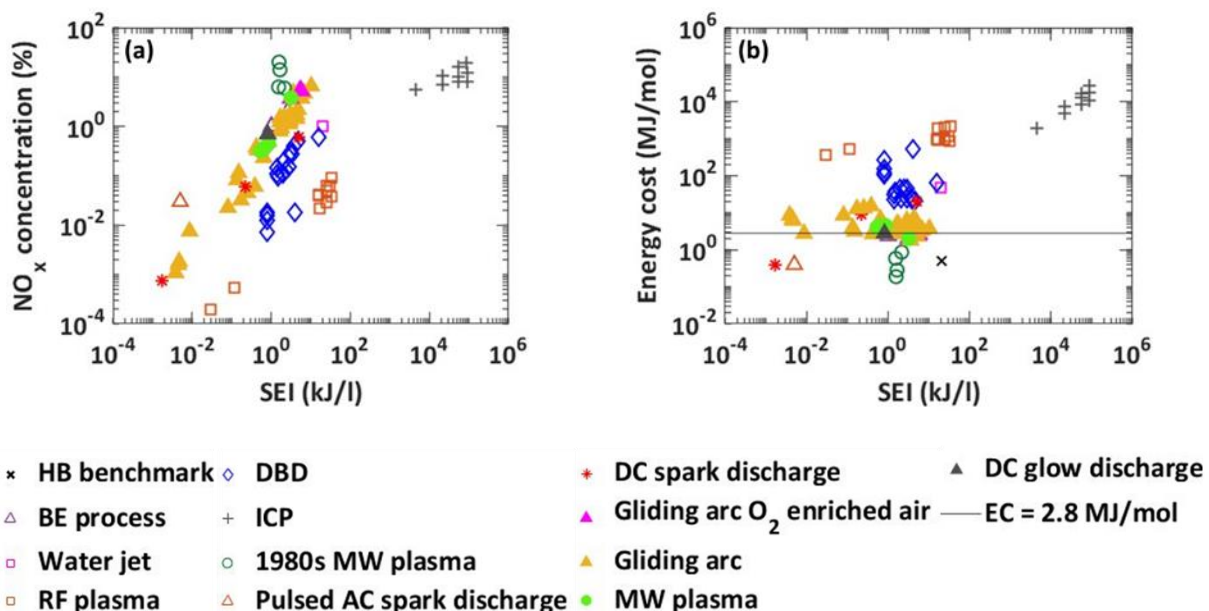 (a)
NOx concentration (%)
10^2
10^0
10^-2
10^-4
10^-4 10^-2 10^0 10^2 10^4 10^6
SEI (kJ/l)
(b)
Energy cost (MJ/mol)
10^6
10^4
10^2
10^0
10^-2
10^-4 10^-2 10^0 10^2 10^4 10^6
SEI (kJ/l)
HB benchmark
BE process
Water jet
RF plasma
DBD
ICP
1980s MW plasma
Pulsed AC spark discharge
DC spark discharge
Gliding arc O2 enriched air
Gliding arc
MW plasma
DC glow discharge
EC = 2.8 MJ/mol